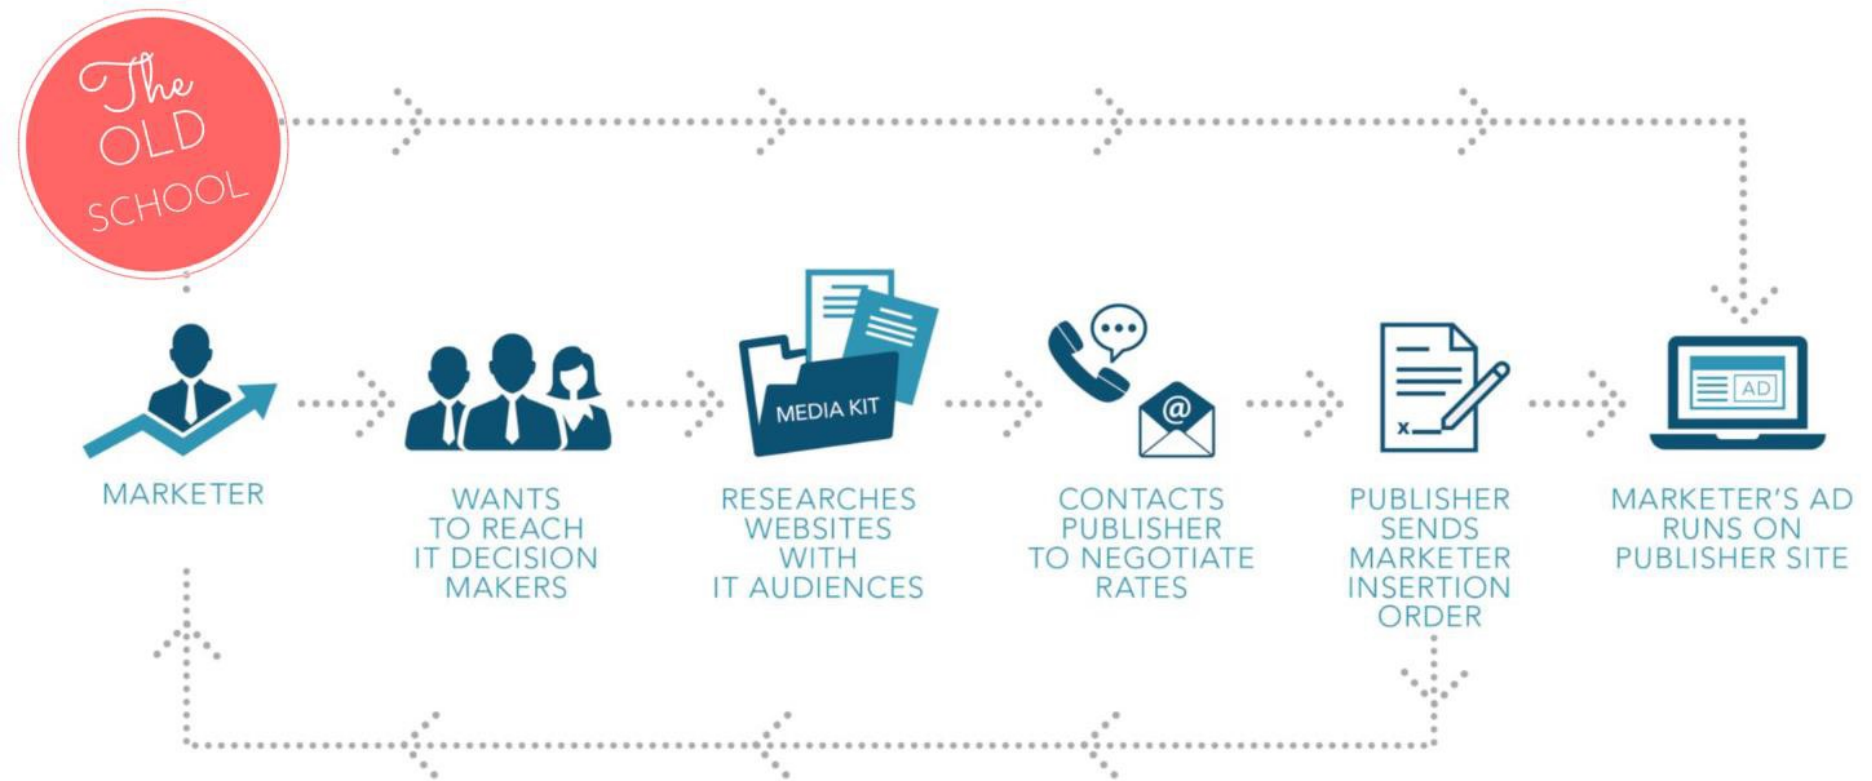 The
OLD
SCHOOL
MEDIA KIT
@
x
AD
MARKETER
WANTS
TO REACH
IT DECISION
MAKERS
RESEARCHES
WEBSITES
WITH
IT AUDIENCES
CONTACTS
PUBLISHER
TO NEGOTIATE
RATES
PUBLISHER
SENDS
MARKETER
INSERTION
ORDER
MARKETER'S AD
RUNS ON
PUBLISHER SITE